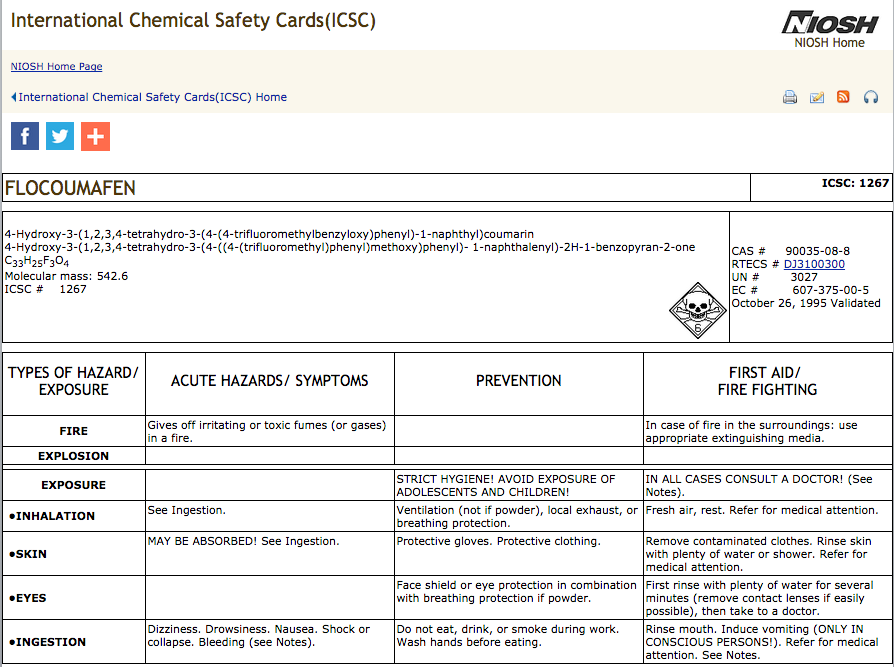 International Chemical Safety Cards(ICSC)
NIOSH
NIOSH Home
NIOSH Home Page
International Chemical Safety Cards(ICSC) Home
FLOCOUMAFEN
ICSC: 1267
4-Hydroxy-3-(1,2,3,4-tetrahydro-3-(4-(4-trifluoromethylbenzyloxy)phenyl)-1-naphthyl)coumarin
4-Hydroxy-3-(1,2,3,4-tetrahydro-3-(4-((4-(trifluoromethyl)phenyl)methoxy)phenyl)- 1-naphthalenyl)-2H-1-benzopyran-2-one
C33H25F3O4
Molecular mass: 542.6
ICSC # 1267
6
CAS # 90035-08-8
RTECS # DJ3100300
UN # 3027
EC # 607-375-00-5
October 26, 1995 Validated
TYPES OF HAZARD/
EXPOSURE
ACUTE HAZARDS/ SYMPTOMS
PREVENTION
FIRST AID/
FIRE FIGHTING
FIRE
Gives off irritating or toxic fumes (or gases)
in a fire.
In case of fire in the surroundings: use
appropriate extinguishing media.
EXPLOSION
EXPOSURE
STRICT HYGIENE! AVOID EXPOSURE OF
ADOLESCENTS AND CHILDREN!
IN ALL CASES CONSULT A DOCTOR! (See
Notes).
●INHALATION
See Ingestion.
Ventilation (not if powder), local exhaust, or
breathing protection.
Fresh air, rest. Refer for medical attention.
●SKIN
MAY BE ABSORBED! See Ingestion.
Protective gloves. Protective clothing.
Remove contaminated clothes. Rinse skin
with plenty of water or shower. Refer for
medical attention.
●EYES
Face shield or eye protection in combination
with breathing protection if powder.
First rinse with plenty of water for several
minutes (remove contact lenses if easily
possible), then take to a doctor.
●INGESTION
Dizziness. Drowsiness. Nausea. Shock or
collapse. Bleeding (see Notes).
Do not eat, drink, or smoke during work.
Wash hands before eating.
Rinse mouth. Induce vomiting (ONLY IN
CONSCIOUS PERSONS!). Refer for medical
attention. See Notes.